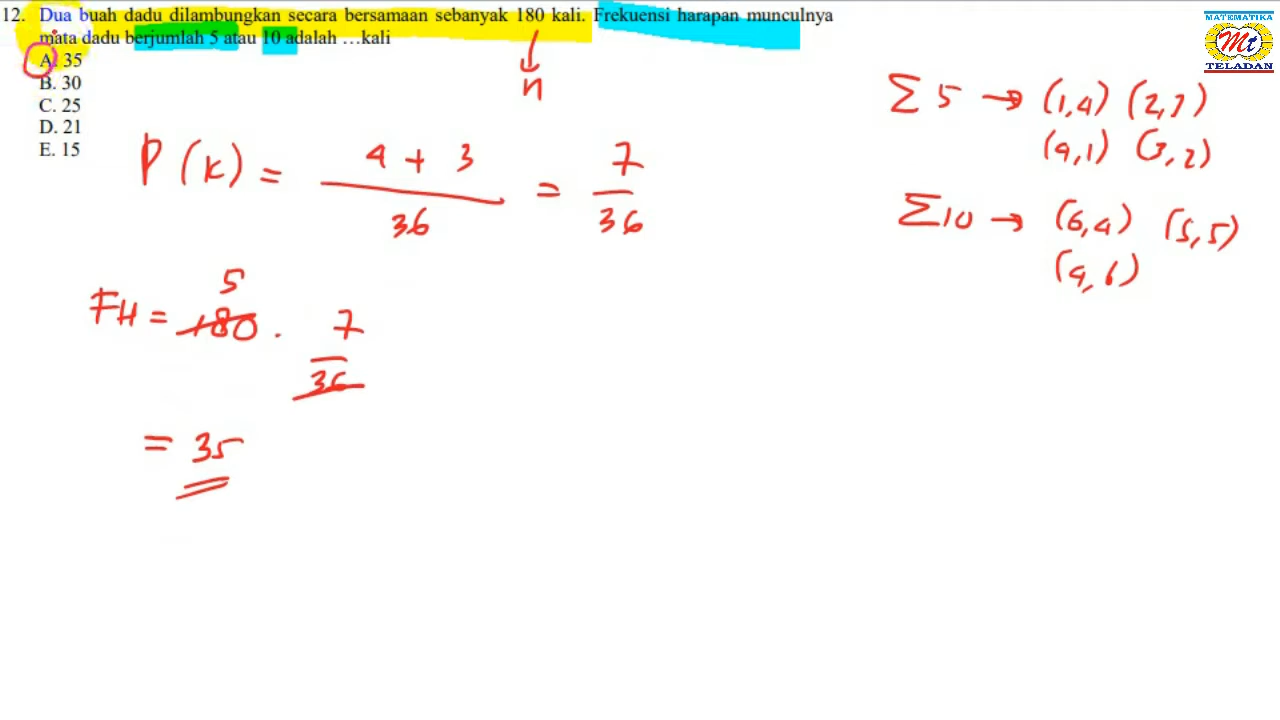 12. Dua buah dadu dilambungkan secara bersamaan sebanyak 180 kali. Frekuensi harapan munculnya
mata dadu berjumlah 5 atau 10 adalah …kali
A. 35
B. 30
C. 25
D. 21
E. 15
n
P(K) = 4 + 3 / 36 = 7 / 36
FH = 180 5 . 7 / 36
= 35
Σ 5 → (1,4) (2,3)
(4,1) (3,2)
Σ10 → (6,4) (5,5)
(4,6)
MATEMATIKA
Mt
TELADAN